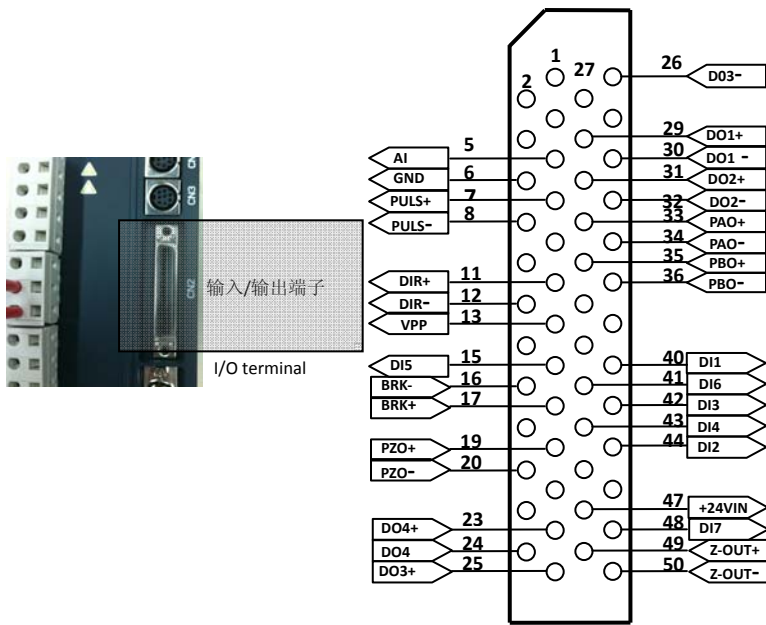 1
2
27
26
D03-
5
AI
6
GND
7
PULS+
8
PULS-
29
DO1+
30
DO1 -
31
DO2+
32
DO2-
33
PAO+
34
PAO-
35
PBO+
36
PBO-
CN3
CN2
输入/输出端子
I/O terminal
11
DIR+
12
DIR-
13
VPP
15
DI5
16
BRK-
17
BRK+
19
PZO+
20
PZO-
23
DO4+
24
DO4
25
DO3+
40
DI1
41
DI6
42
DI3
43
DI4
44
DI2
47
+24VIN
48
DI7
49
Z-OUT+
50
Z-OUT-